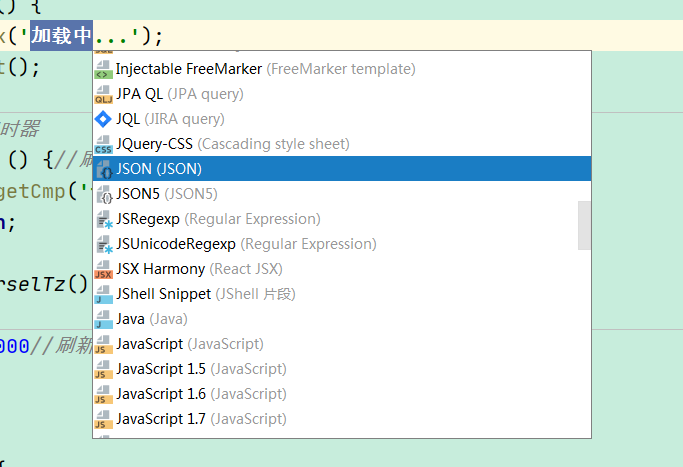 () {
x('加载中...');
t();
Injectable FreeMarker (FreeMarker template)
JPA QL (JPA query)
JQL (JIRA query)
JQuery-CSS (Cascading style sheet)
JSON (JSON)
JSON5 (JSON5)
JSRegexp (Regular Expression)
JSUnicodeRegexp (Regular Expression)
JSX Harmony (React JSX)
JShell Snippet (JShell 片段)
Java (Java)
JavaScript (JavaScript)
JavaScript 1.5 (JavaScript)
JavaScript 1.6 (JavaScript)
JavaScript 1.7 (JavaScript)
时器
() {//刷
getCmp('
n;
rselTz()
000//刷新
{